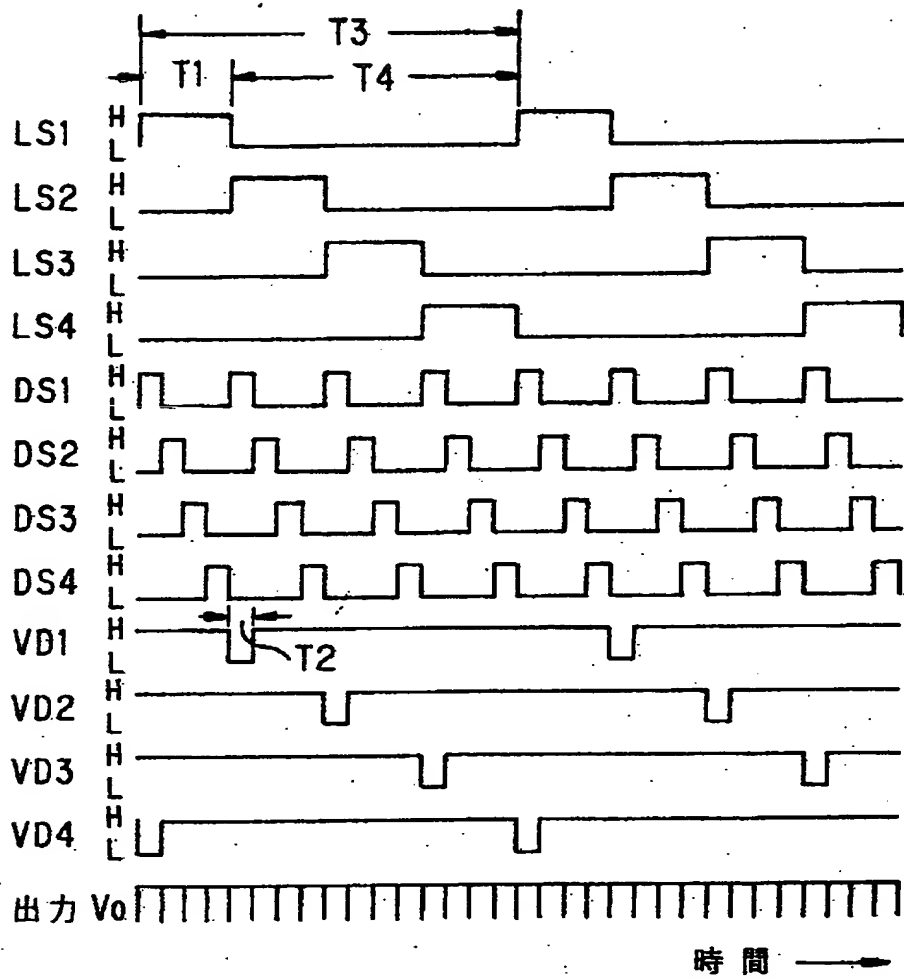 T3
T1 T4
LS1 H L
LS2 H L
LS3 H L
LS4 H L
DS1 H L
DS2 H L
DS3 H L
DS4 H L
VD1 H L
T2
VD2 H L
VD3 H L
VD4 H L
出力 Vo
時間